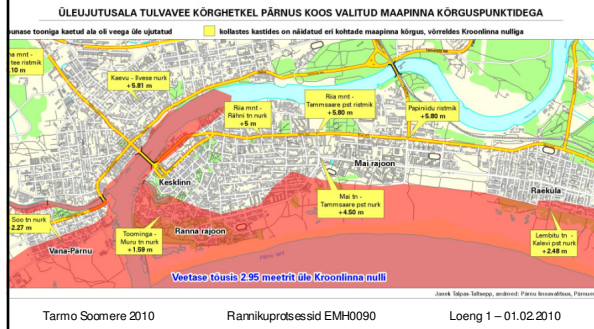 ÜLEUJUTUSALA TULVAVEE KÕRGHETKEL PÄRNUS KOOS VALITUD MAAPINNA KÕRGUSPUNKTIDEGA
unase tooniga kaetud ala oli veega üle ujutatud
kollastes kastides on näidatud eri kohtade maapinna kõrgus, võrreldes Kroonlinna nulliga
a mnt -
tee ristmik
.10 m
Kaevu - Ilvese nurk
+5.81 m
Riia mnt -
Rähni tn nurk
+5 m
Riia mnt -
Tammsaare pst ristmik
+5.80 m
Papiniidu ristmik
+5.80 m
Mai rajoon
Kesklinn
Mai tn -
Tammsaare pst nurk
+4.50 m
Raeküla
Soo tn nurk
2.27 m
Toominga -
Muru tn nurk
+1.59 m
Ranna rajoon
Vana-Pärnu
Lembitu tn -
Kalevi pst nurk
+2.48 m
Veetase tõusis 2.95 meetrit üle Kroonlinna nulli
Tarmo Soomere 2010
Rannikuprotsessid EMH0090
Loeng 1 – 01.02.2010